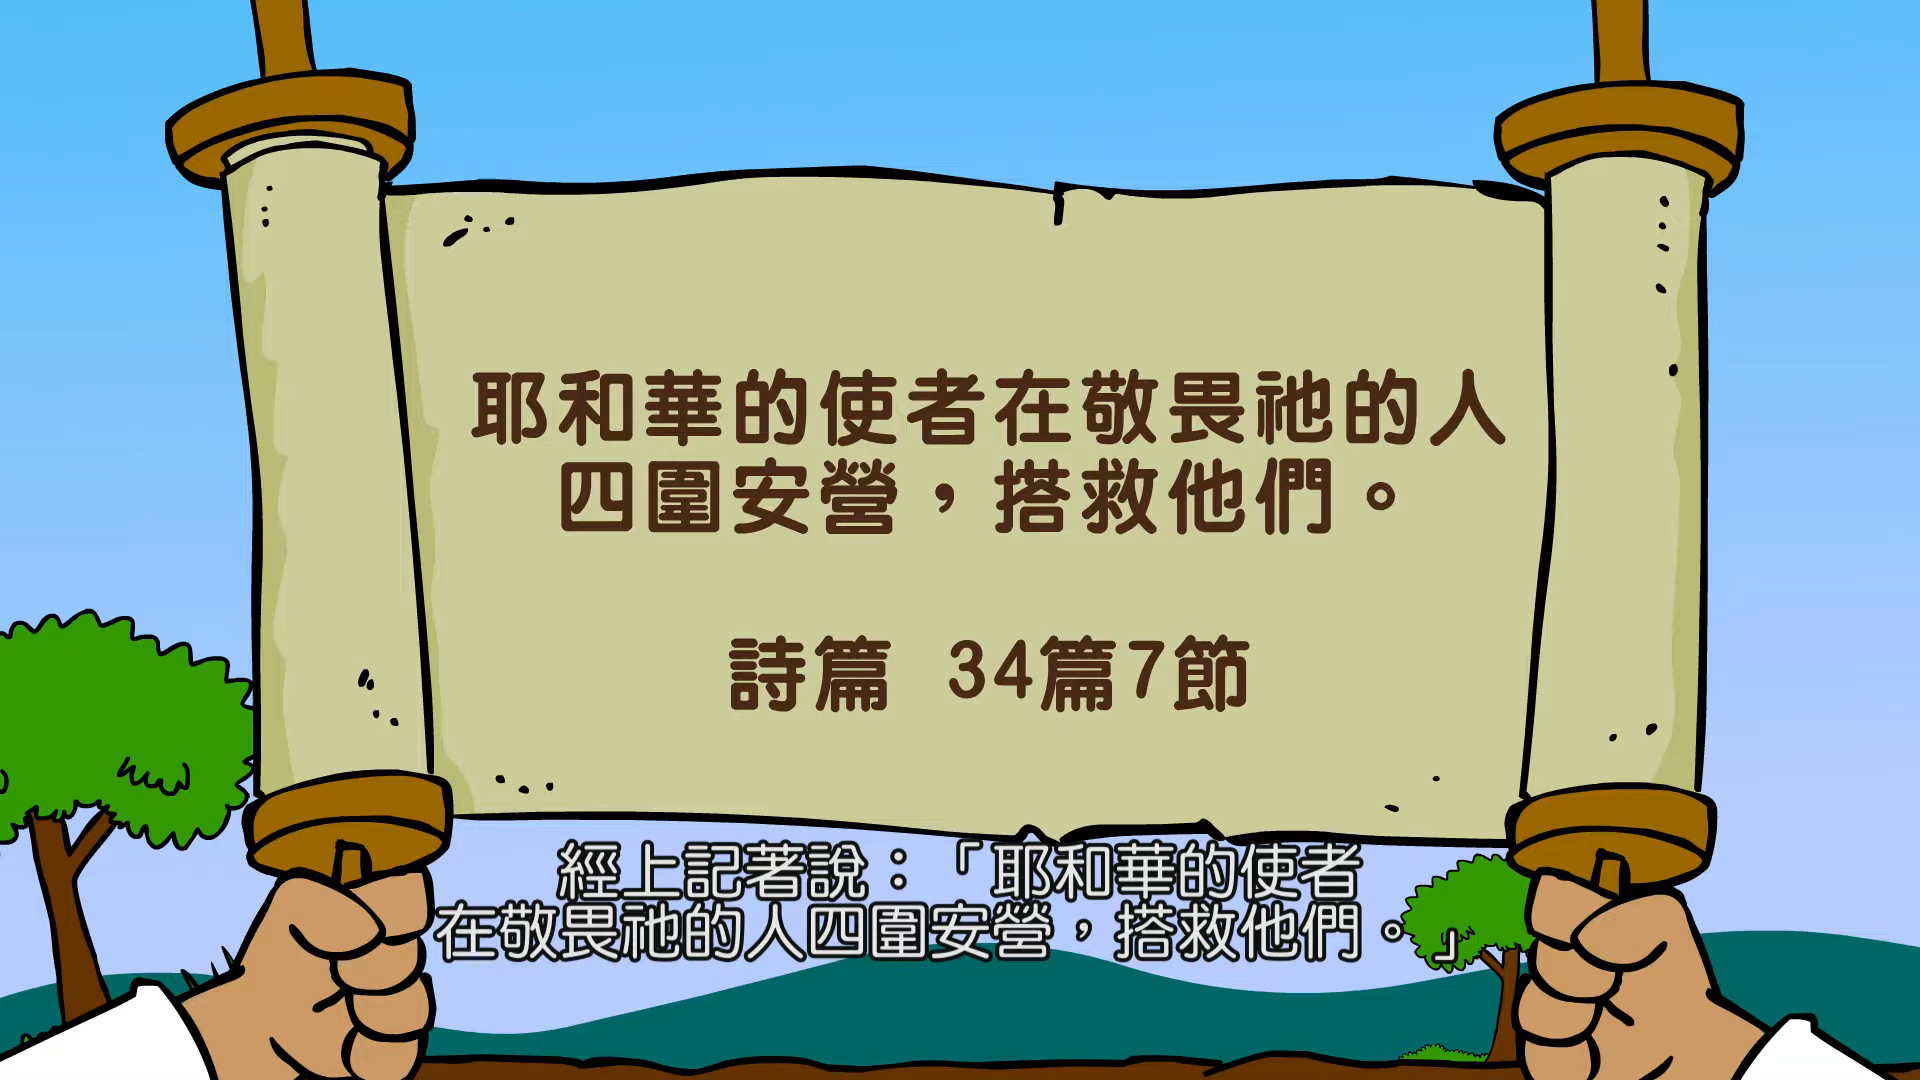 耶和華的使者在敬畏祂的人
四圍安營，搭救他們。
詩篇 34篇7節
經上記著說：「耶和華的使者
在敬畏祂的人四圍安營，搭救他們。」